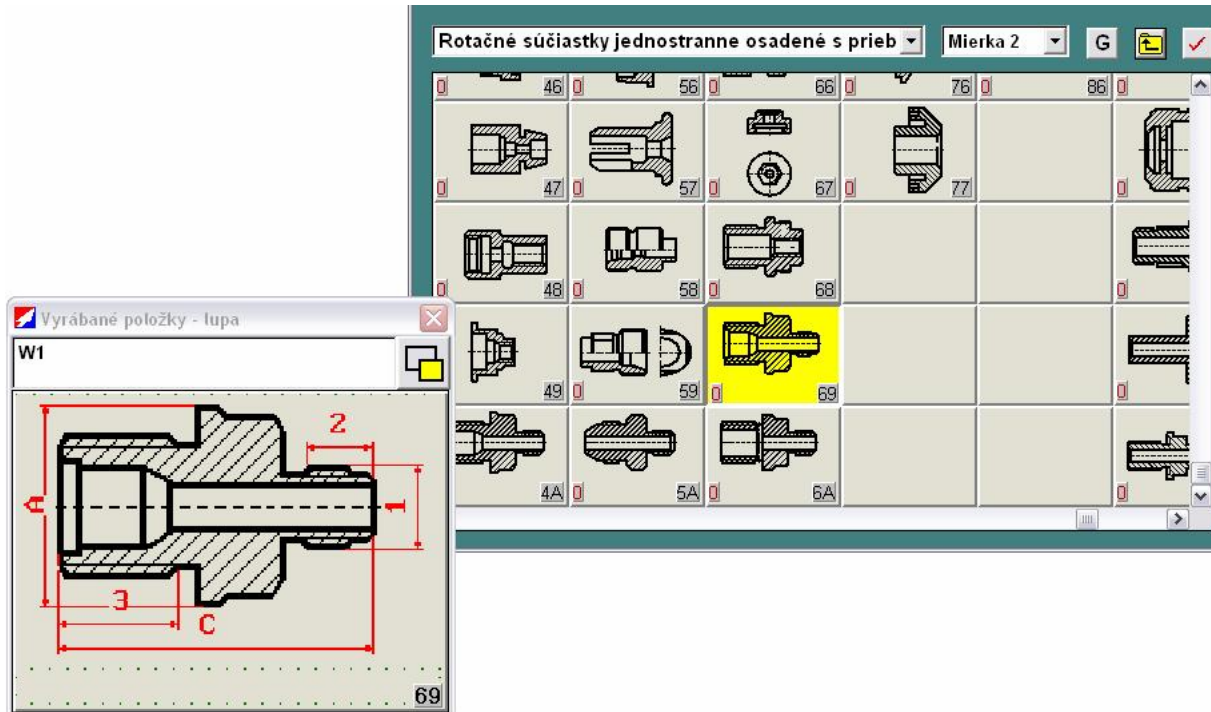 Rotačné súčiastky jednostranne osadené s prieb Mierka 2 G
0 46 0 56 0 66 0 76 0 86 0
0 47 0 57 0 67 0 77 0
0 48 0 58 0 68 0
49 0 59 0 69 0
4A 0 5A 0 6A 0
Vyrábané položky - lupa
W1
2
A
1
3
C
69